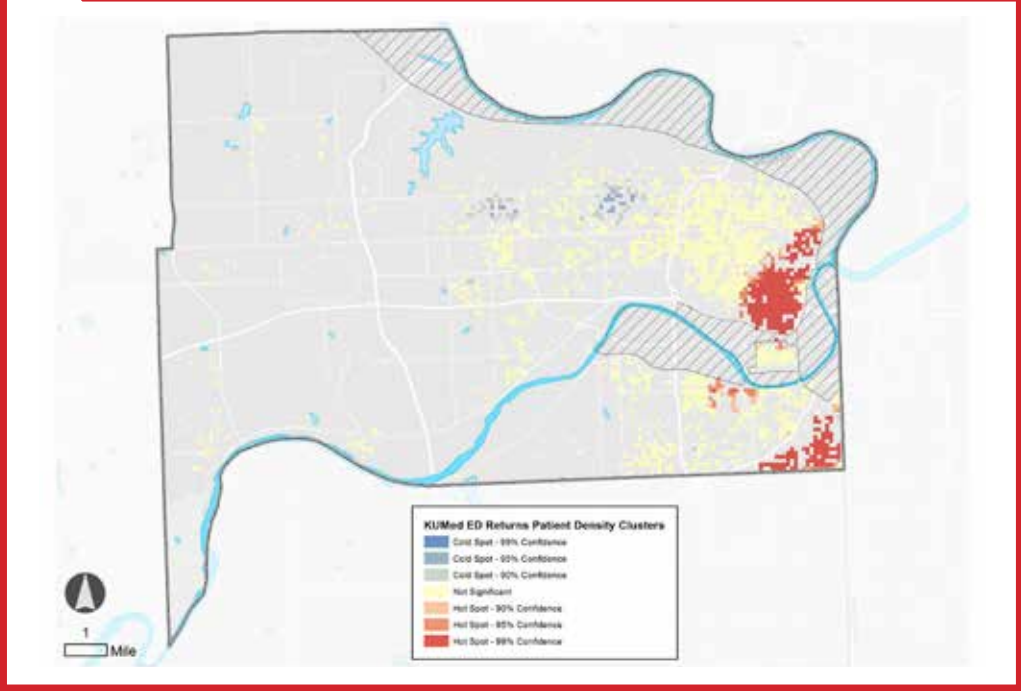 KUMed ED Returns Patient Density Clusters
Cold Spot - 99% Confidence
Cold Spot - 95% Confidence
Cold Spot - 90% Confidence
Not Significant
Hot Spot - 90% Confidence
Hot Spot - 95% Confidence
Hot Spot - 99% Confidence
1
Mile